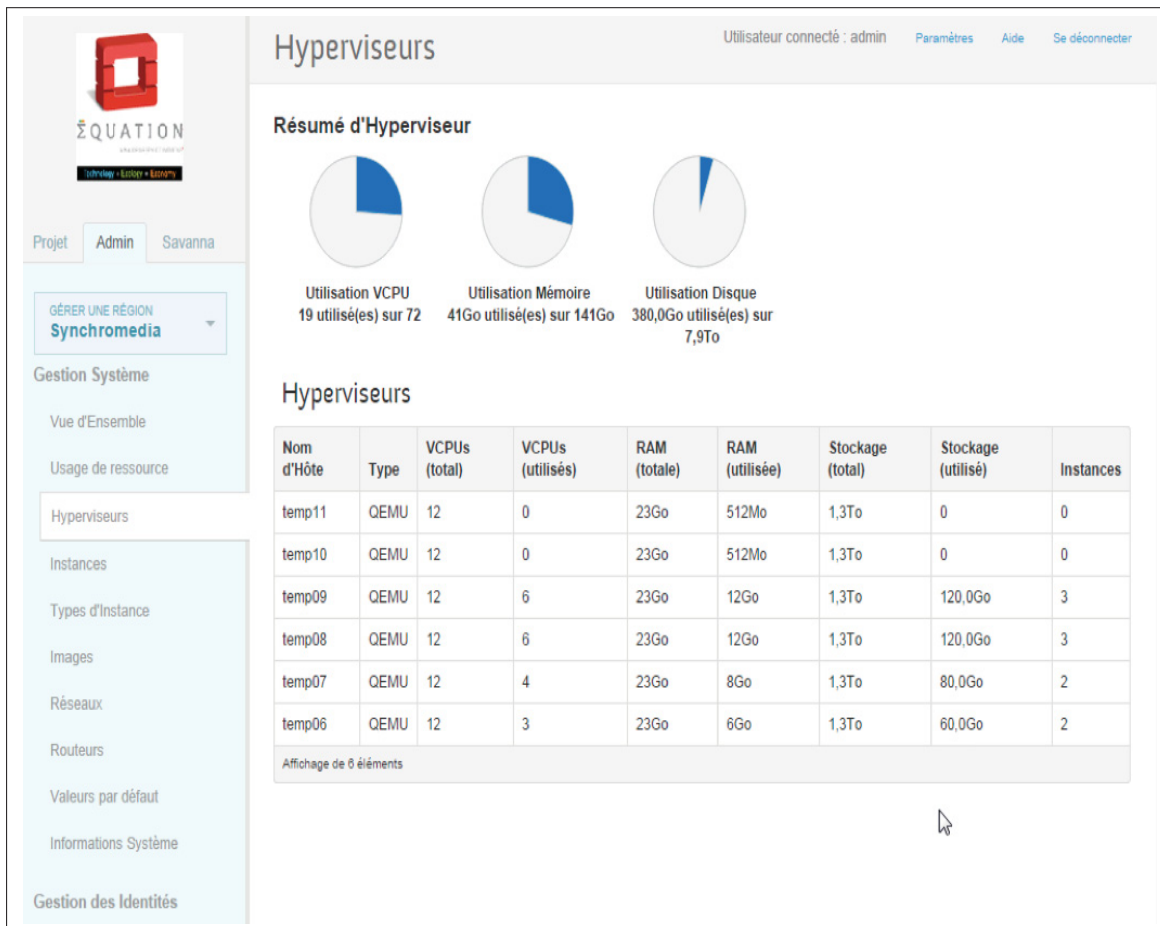 Hyperviseurs
Utilisateur connecté : admin Paramètres Aide Se déconnecter
ÉQUATION
Technology • Ecology • Economy
Projet Admin Savanna
GÉRER UNE RÉGION
Synchromedia
Gestion Système
Vue d'Ensemble
Usage de ressource
Hyperviseurs
Instances
Types d'Instance
Images
Réseaux
Routeurs
Valeurs par défaut
Informations Système
Gestion des Identités
Résumé d'Hyperviseur
Utilisation VCPU
19 utilisé(es) sur 72
Utilisation Mémoire
41Go utilisé(es) sur 141Go
Utilisation Disque
380,0Go utilisé(es) sur
7,9To
Hyperviseurs
Nom d'Hôte Type VCPUs (total) VCPUs (utilisés) RAM (totale) RAM (utilisée) Stockage (total) Stockage (utilisé) Instances
temp11 QEMU 12 0 23Go 512Mo 1,3To 0 0
temp10 QEMU 12 0 23Go 512Mo 1,3To 0 0
temp09 QEMU 12 6 23Go 12Go 1,3To 120,0Go 3
temp08 QEMU 12 6 23Go 12Go 1,3To 120,0Go 3
temp07 QEMU 12 4 23Go 8Go 1,3To 80,0Go 2
temp06 QEMU 12 3 23Go 6Go 1,3To 60,0Go 2
Affichage de 6 éléments